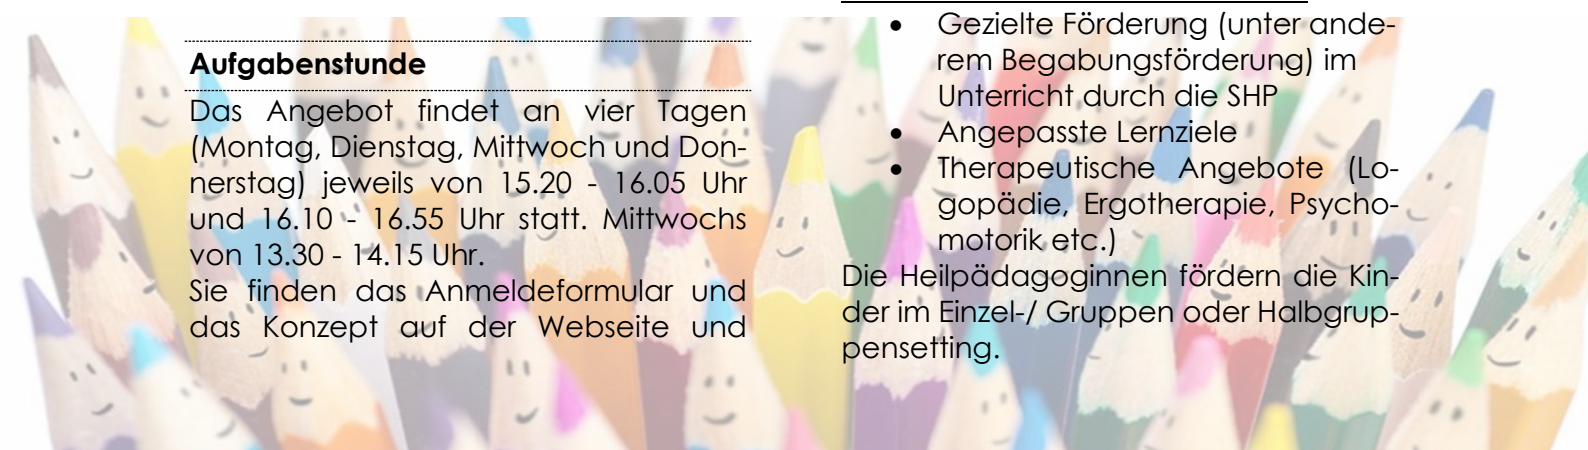 Aufgabenstunde
Das Angebot findet an vier Tagen
(Montag, Dienstag, Mittwoch und Don-
nerstag) jeweils von 15.20 - 16.05 Uhr
und 16.10 - 16.55 Uhr statt. Mittwochs
von 13.30 - 14.15 Uhr.
Sie finden das Anmeldeformular und
das Konzept auf der Webseite und
• Gezielte Förderung (unter ande-
rem Begabungsförderung) im
Unterricht durch die SHP
• Angepasste Lernziele
• Therapeutische Angebote (Lo-
gopädie, Ergotherapie, Psycho-
motorik etc.)
Die Heilpädagoginnen fördern die Kin-
der im Einzel-/ Gruppen oder Halbgrup-
pensetting.